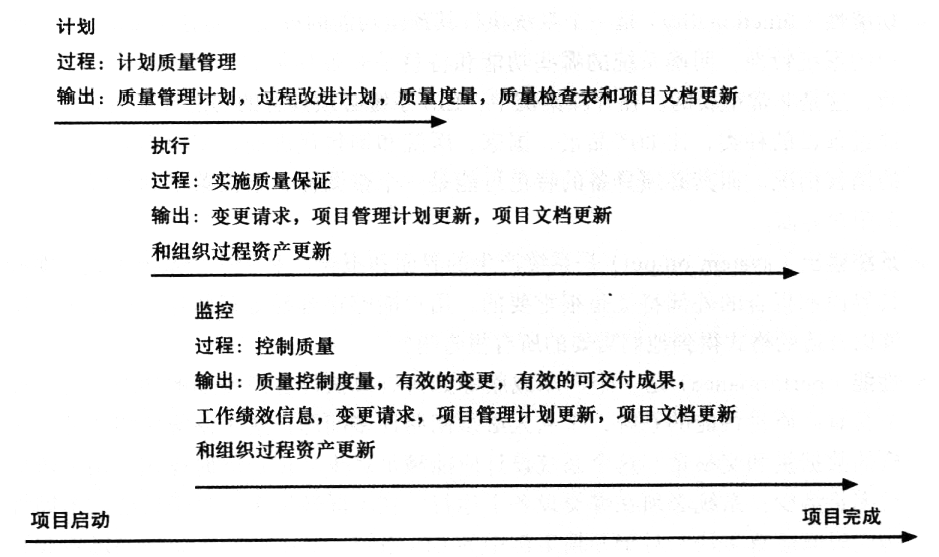 计划
过程：计划质量管理
输出：质量管理计划，过程改进计划，质量度量，质量检查表和项目文档更新
执行
过程：实施质量保证
输出：变更请求，项目管理计划更新，项目文档更新
和组织过程资产更新
监控
过程：控制质量
输出：质量控制度量，有效的变更，有效的可交付成果，
工作绩效信息，变更请求，项目管理计划更新，项目文档更新
和组织过程资产更新
项目启动
项目完成